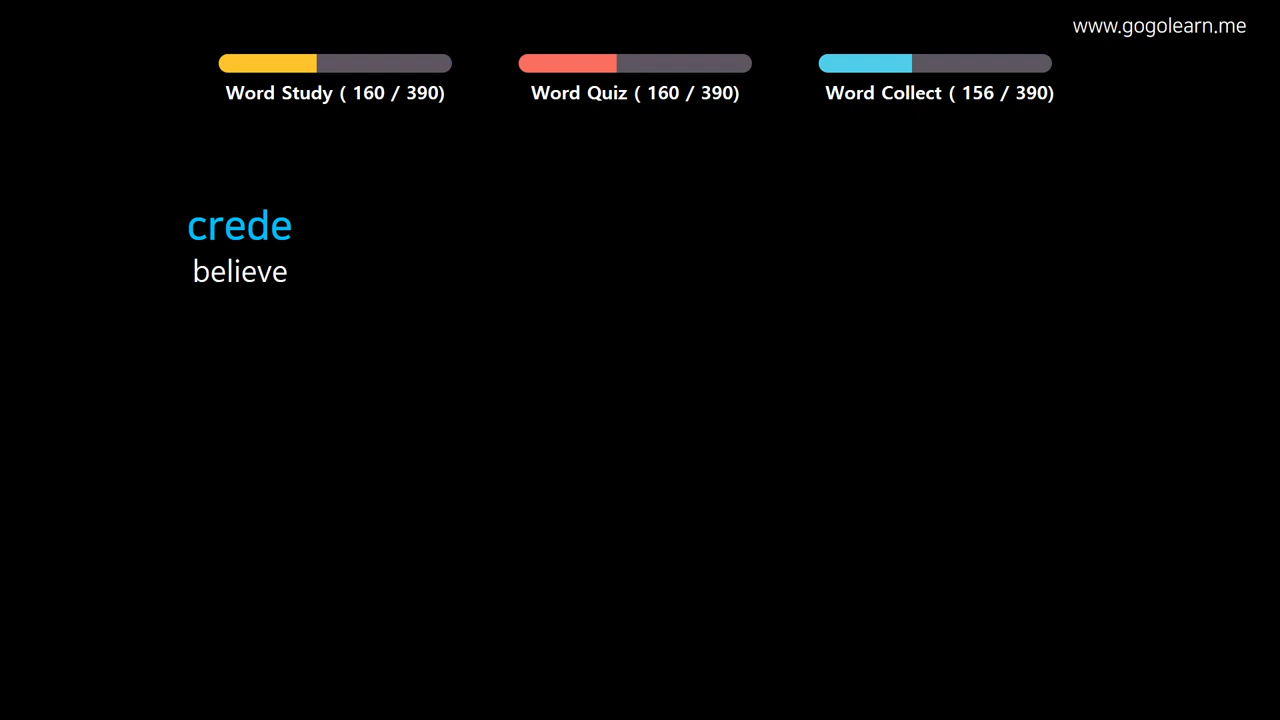 www.gogolearn.me
Word Study ( 160 / 390)
Word Quiz ( 160 / 390)
Word Collect ( 156 / 390)
crede
believe